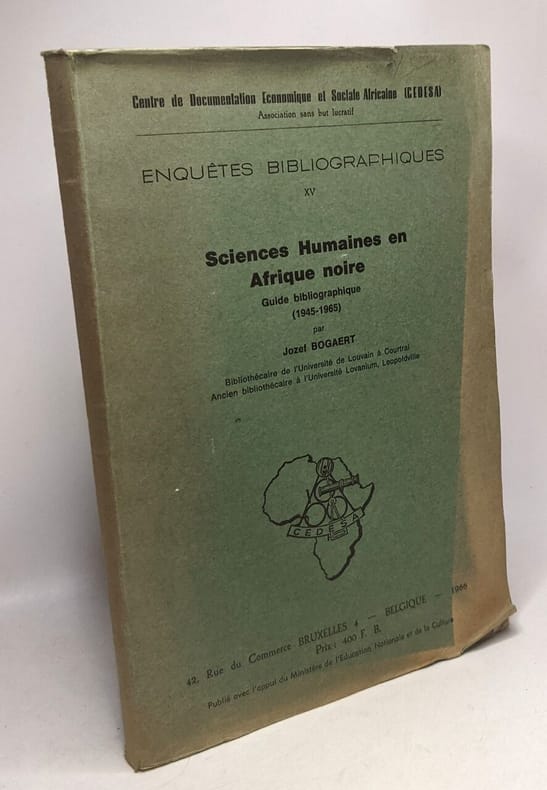 Centre de Documentation Economique et Sociale Africaine (CEDESA)
Association sans but lucratif
ENQUÊTES BIBLIOGRAPHIQUES
XV
Sciences Humaines en
Afrique noire
Guide bibliographique
(1945-1965)
par
Jozef BOGAERT
Bibliothécaire de l'Université de Louvain à Courtrai
Ancien bibliothécaire à l'Université Lovanium, Leopoldville
CEDESA
42, Rue du Commerce BRUXELLES 4 — BELGIQUE — 1966
Prix : 400 F. B.
Publié avec l'appui du Ministère de l'Education Nationale et de la Culture